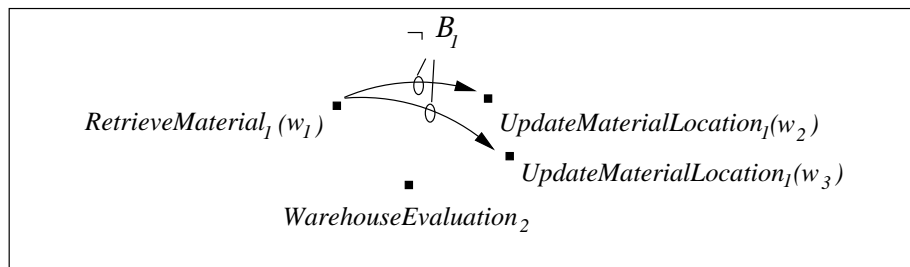 ¬ B₁
RetrieveMaterial₁(w₁)
UpdateMaterialLocation₁(w₂)
UpdateMaterialLocation₁(w₃)
WarehouseEvaluation₂